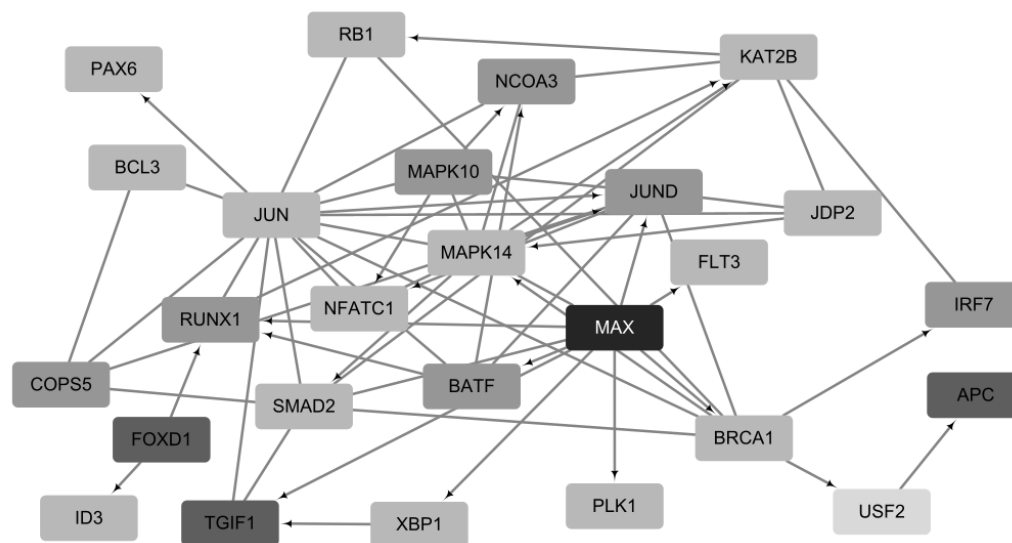 RB1
KAT2B
PAX6
NCOA3
BCL3
MAPK10
JUND
JUN
JDP2
MAPK14
FLT3
NFATC1
RUNX1
MAX
IRF7
COPS5
BATF
APC
SMAD2
FOXD1
BRCA1
ID3
TGIF1
XBP1
PLK1
USF2